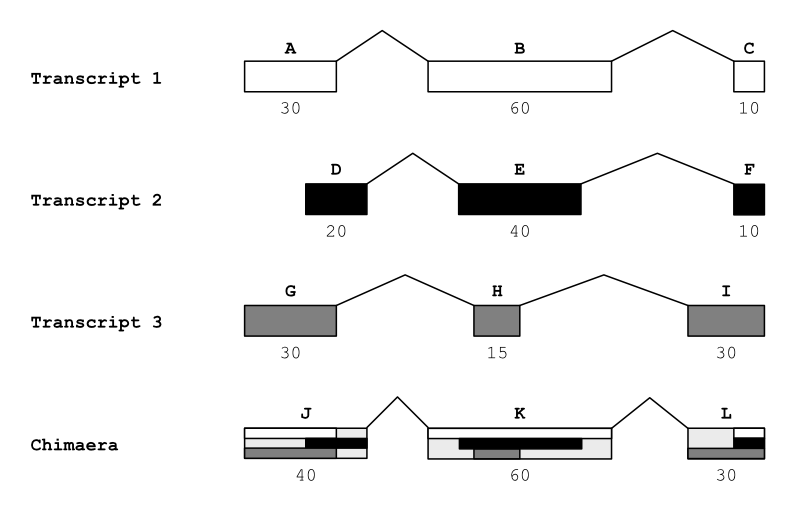 A B C
Transcript 1
30 60 10
D E F
Transcript 2
20 40 10
G H I
Transcript 3
30 15 30
J K L
Chimaera
40 60 30